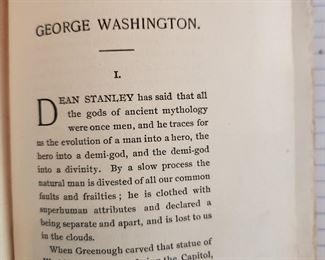 GEORGE WASHINGTON.
I.
DEAN STANLEY has said that all
the gods of ancient mythology
were once men, and he traces for
us the evolution of a man into a hero, the
hero into a demi-god, and the demi-god
into a divinity. By a slow process the
natural man is divested of all our common
faults and frailties; he is clothed with
superhuman attributes and declared a
being separate and apart, and is lost to us
in the clouds.
When Greenough carved that statue of
the Capitol,